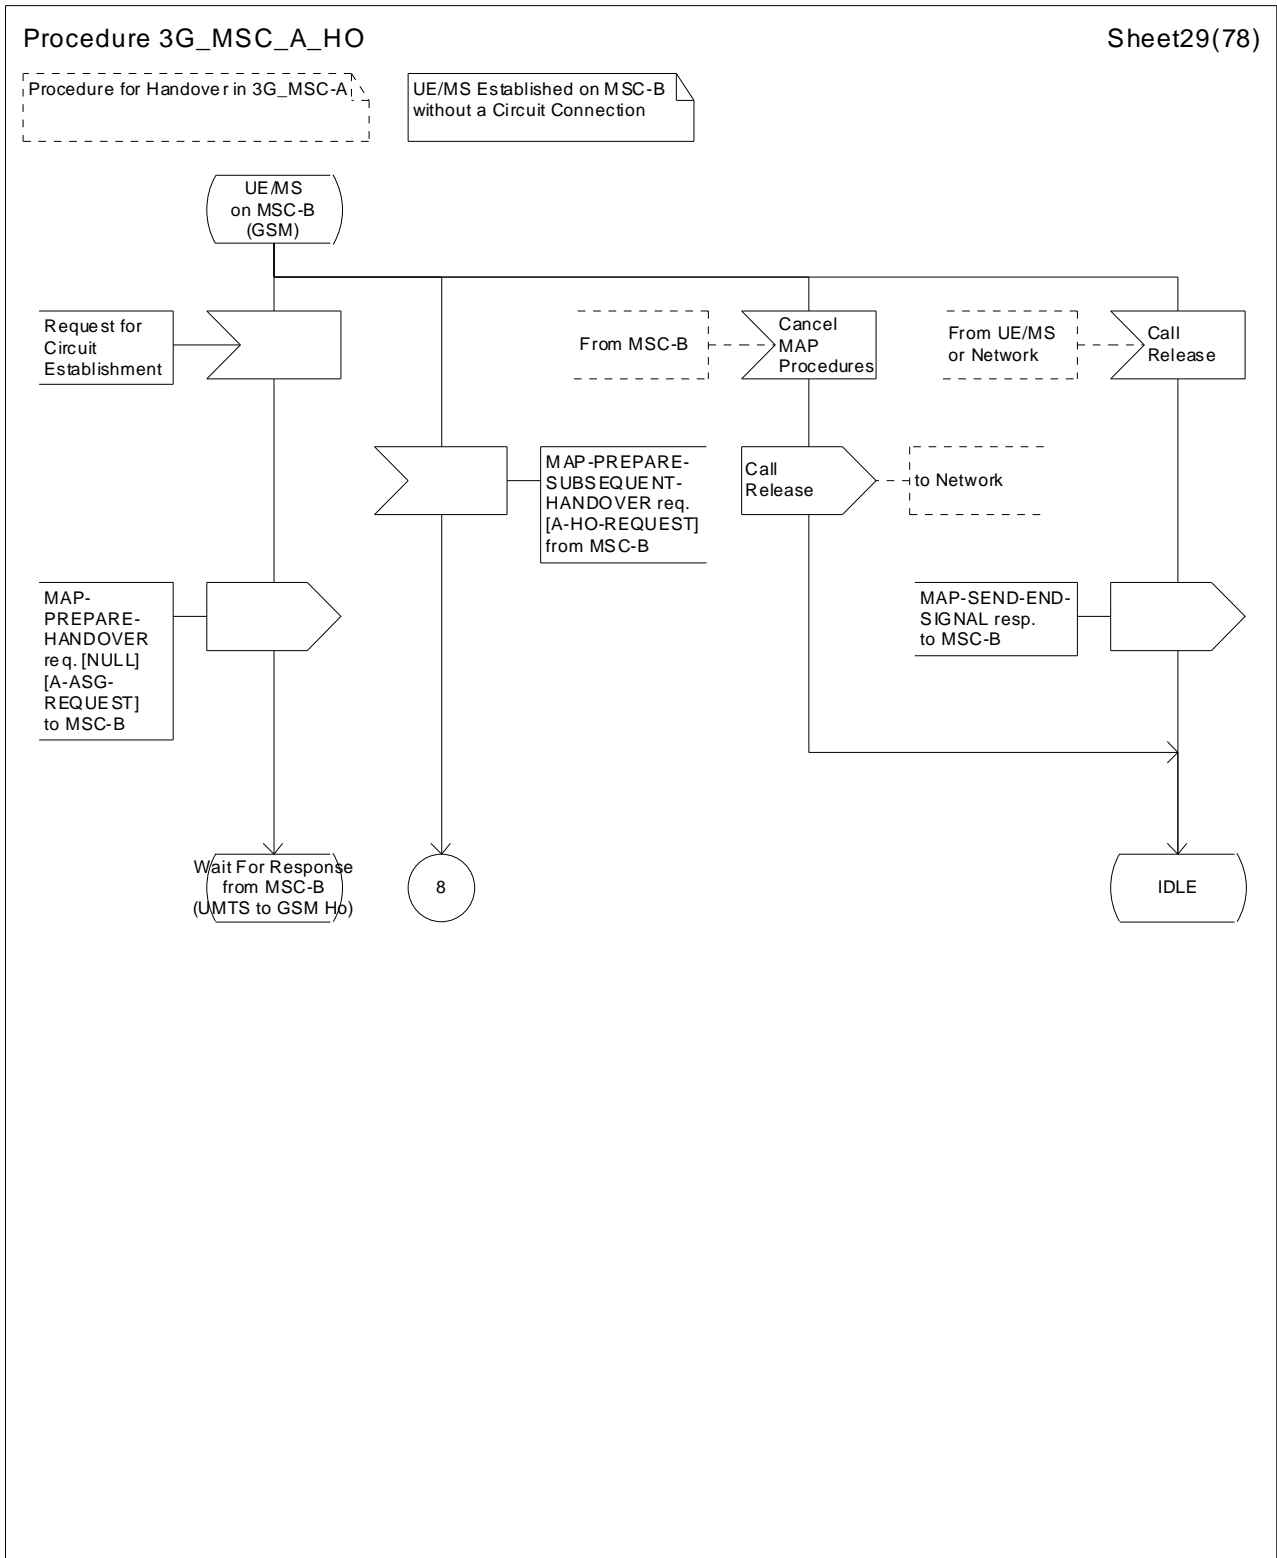 Procedure 3G_MSC_A_HO
Sheet29(78)
Procedure for Handover in 3G_MSC-A
UE/MS Established on MSC-B
without a Circuit Connection
UE/MS
on MSC-B
(GSM)
Request for
Circuit
Establishment
From MSC-B
Cancel
MAP
Procedures
From UE/MS
or Network
Call
Release
MAP-PREPARE-
SUBSEQUENT-
HANDOVER req.
[A-HO-REQUEST]
from MSC-B
Call
Release
to Network
MAP-
PREPARE-
HANDOVER
req. [NULL]
[A-ASG-
REQUEST]
to MSC-B
MAP-SEND-END-
SIGNAL resp.
to MSC-B
Wait For Response
from MSC-B
(UMTS to GSM Ho)
8
IDLE